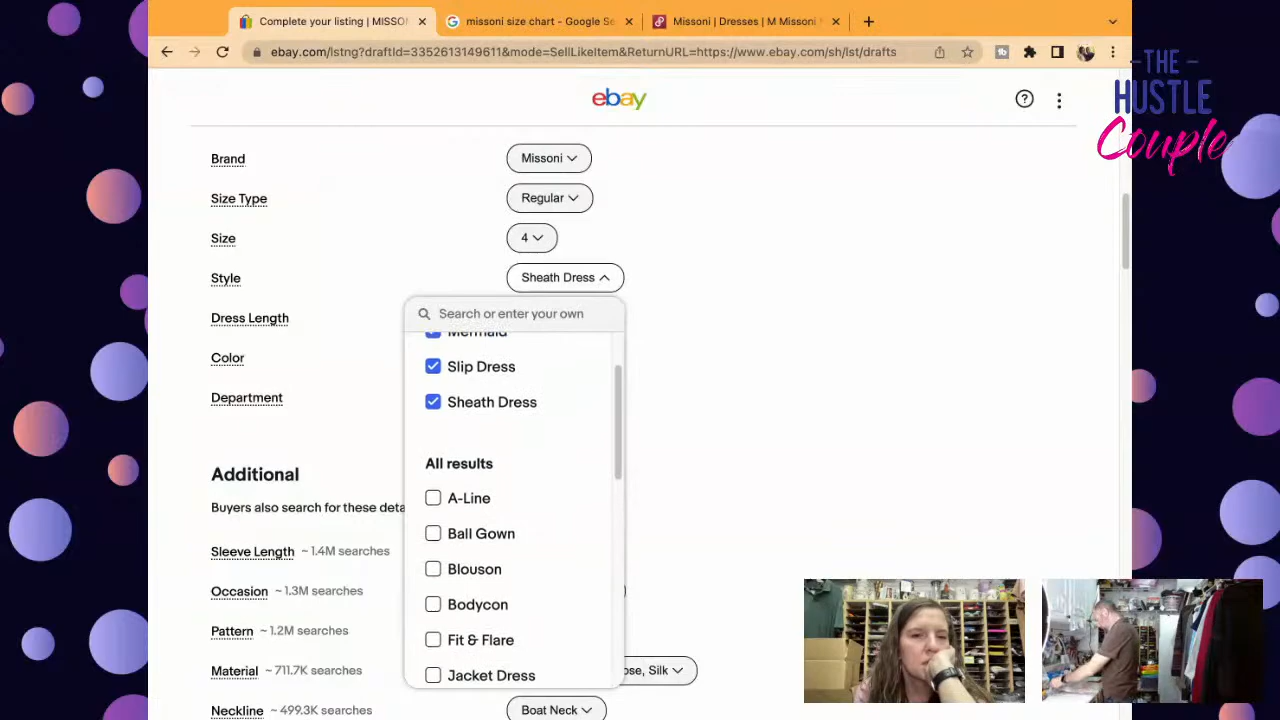 Complete your listing | MISSON
missoni size chart - Google Se
Missoni | Dresses | M Missoni
ebay.com/lstng?draftId=3352613149611&mode=SellLikeItem&ReturnURL=https://www.ebay.com/sh/lst/drafts
THE
HUSTLE
Couple
ebay
Brand
Missoni
Size Type
Regular
Size
4
Style
Sheath Dress
Search or enter your own
Dress Length
Mermaid
Color
Slip Dress
Department
Sheath Dress
All results
Additional
A-Line
Buyers also search for these deta
Ball Gown
Sleeve Length ~ 1.4M searches
Blouson
Occasion ~ 1.3M searches
Bodycon
Pattern ~ 1.2M searches
Fit & Flare
Material ~ 711.7K searches
Jacket Dress
ose, Silk
Neckline ~ 499.3K searches
Boat Neck